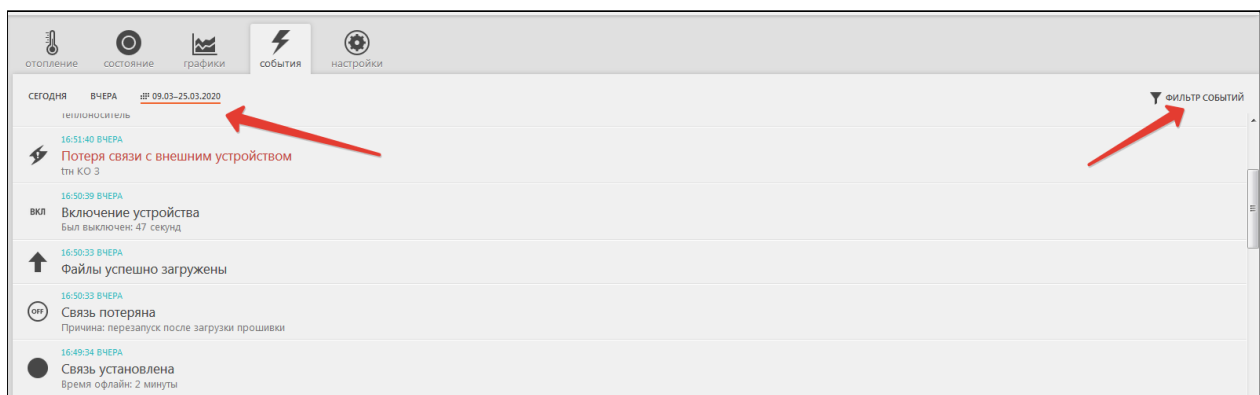 отопление
состояние
графики
события
настройки
СЕГОДНЯ ВЧЕРА 09.03–25.03.2020 ФИЛЬТР СОБЫТИЙ
теплоноситель
16:51:40 ВЧЕРА
Потеря связи с внешним устройством
ттн КО 3
16:50:39 ВЧЕРА
ВКЛ Включение устройства
Был выключен: 47 секунд
16:50:33 ВЧЕРА
Файлы успешно загружены
16:50:33 ВЧЕРА
OFF Связь потеряна
Причина: перезапуск после загрузки прошивки
16:49:34 ВЧЕРА
Связь установлена
Время офлайн: 2 минуты